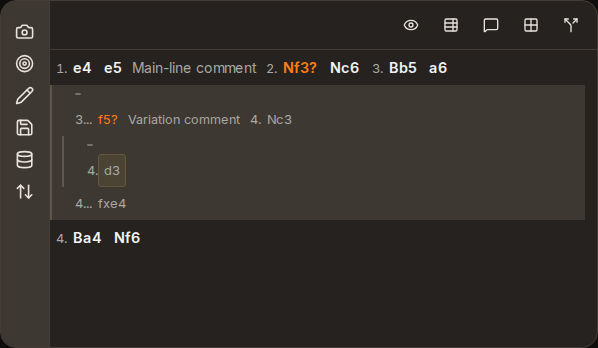 1. e4 e5 Main-line comment 2. Nf3? Nc6 3. Bb5 a6
–
3... f5? Variation comment 4. Nc3
–
4. d3
4... fxe4
4. Ba4 Nf6